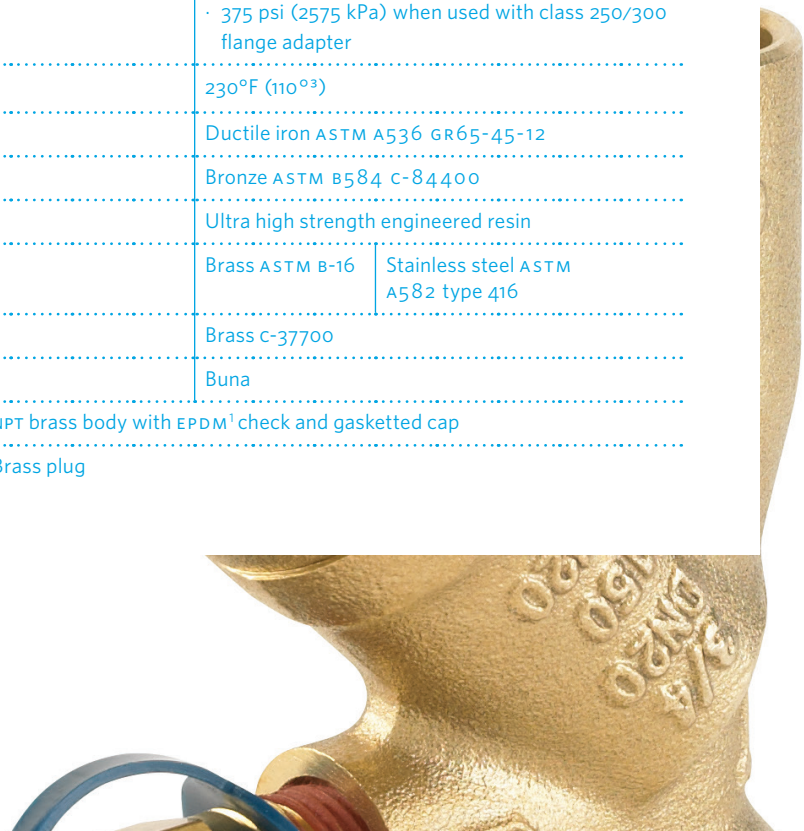 · 375 psi (2575 kPa) when used with class 250/300
flange adapter
230°F (110°³)
Ductile iron ASTM A536 GR65-45-12
Bronze ASTM B584 C-84400
Ultra high strength engineered resin
Brass ASTM B-16
Stainless steel ASTM
A582 type 416
Brass C-37700
Buna
NPT brass body with EPDM¹ check and gasketted cap
Brass plug
150
3/4
DN20